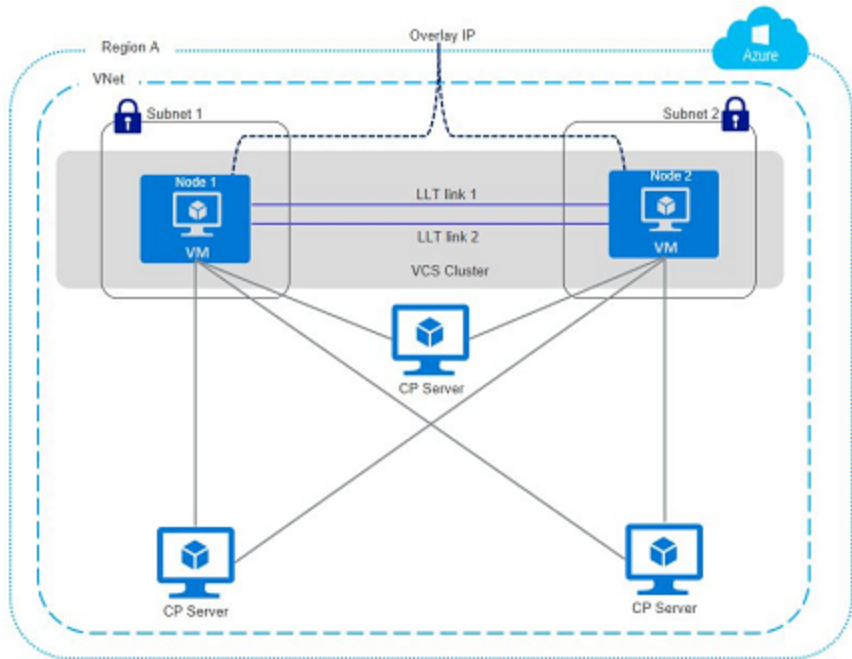 Overlay IP
Region A
Azure
VNet
Subnet 1
Subnet 2
Node 1
Node 2
LLT link 1
LLT link 2
VM
VM
VCS Cluster
CP Server
CP Server
CP Server